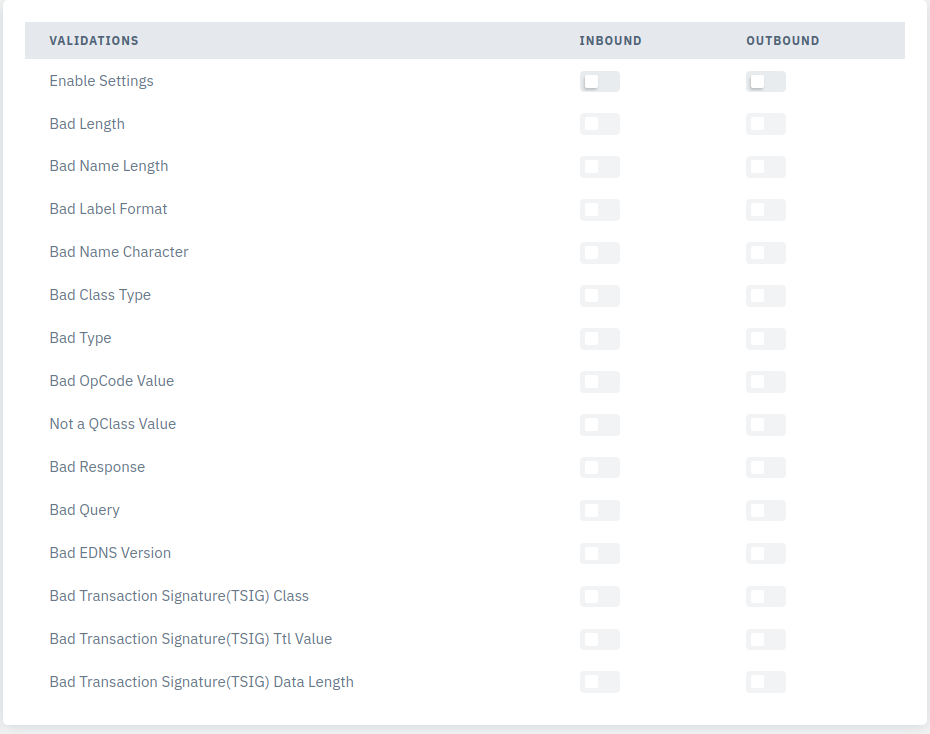 VALIDATIONS INBOUND OUTBOUND
Enable Settings
Bad Length
Bad Name Length
Bad Label Format
Bad Name Character
Bad Class Type
Bad Type
Bad OpCode Value
Not a QClass Value
Bad Response
Bad Query
Bad EDNS Version
Bad Transaction Signature(TSIG) Class
Bad Transaction Signature(TSIG) Ttl Value
Bad Transaction Signature(TSIG) Data Length